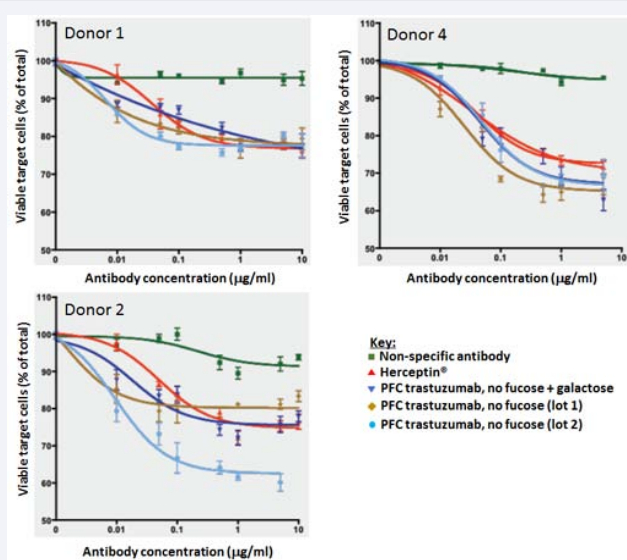 Donor 1
Viable target cells (% of total)
110
100
90
80
70
60
50
0
0.01
0.1
1
10
Antibody concentration (µg/ml)
Donor 4
Viable target cells (% of total)
110
100
90
80
70
60
50
0
0.01
0.1
1
10
Antibody concentration (µg/ml)
Donor 2
Viable target cells (% of total)
110
100
90
80
70
60
50
0
0.01
0.1
1
10
Antibody concentration (µg/ml)
Key:
Non-specific antibody
Herceptin®
PFC trastuzumab, no fucose + galactose
PFC trastuzumab, no fucose (lot 1)
PFC trastuzumab, no fucose (lot 2)